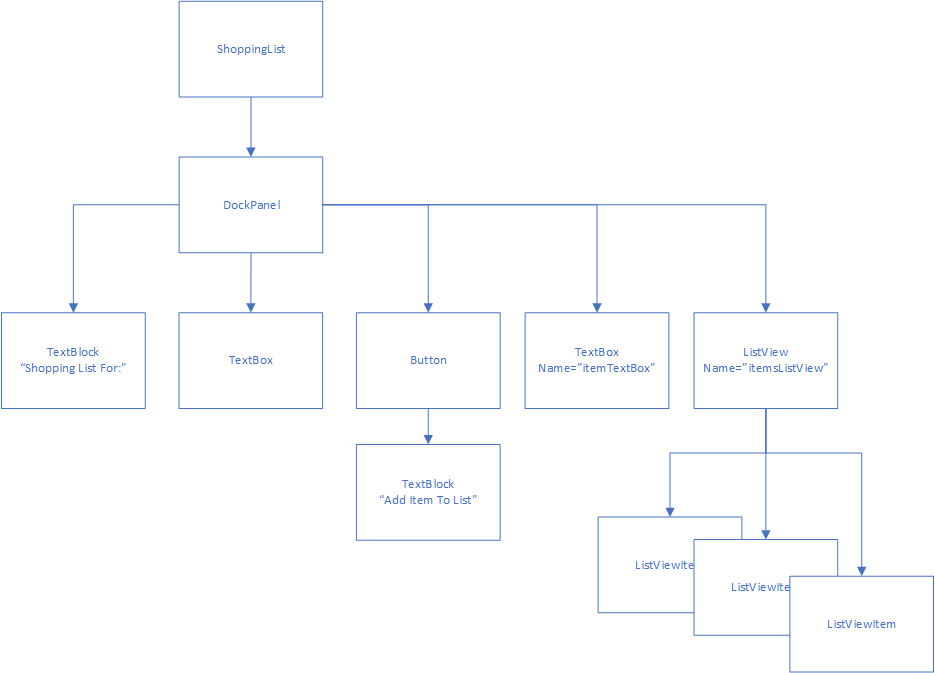 ShoppingList
DockPanel
TextBlock
“Shopping List For:”
TextBox
Button
TextBox
Name=”itemTextBox”
ListView
Name=”itemsListView”
TextBlock
“Add Item To List”
ListViewIte
ListViewIte
ListViewItem